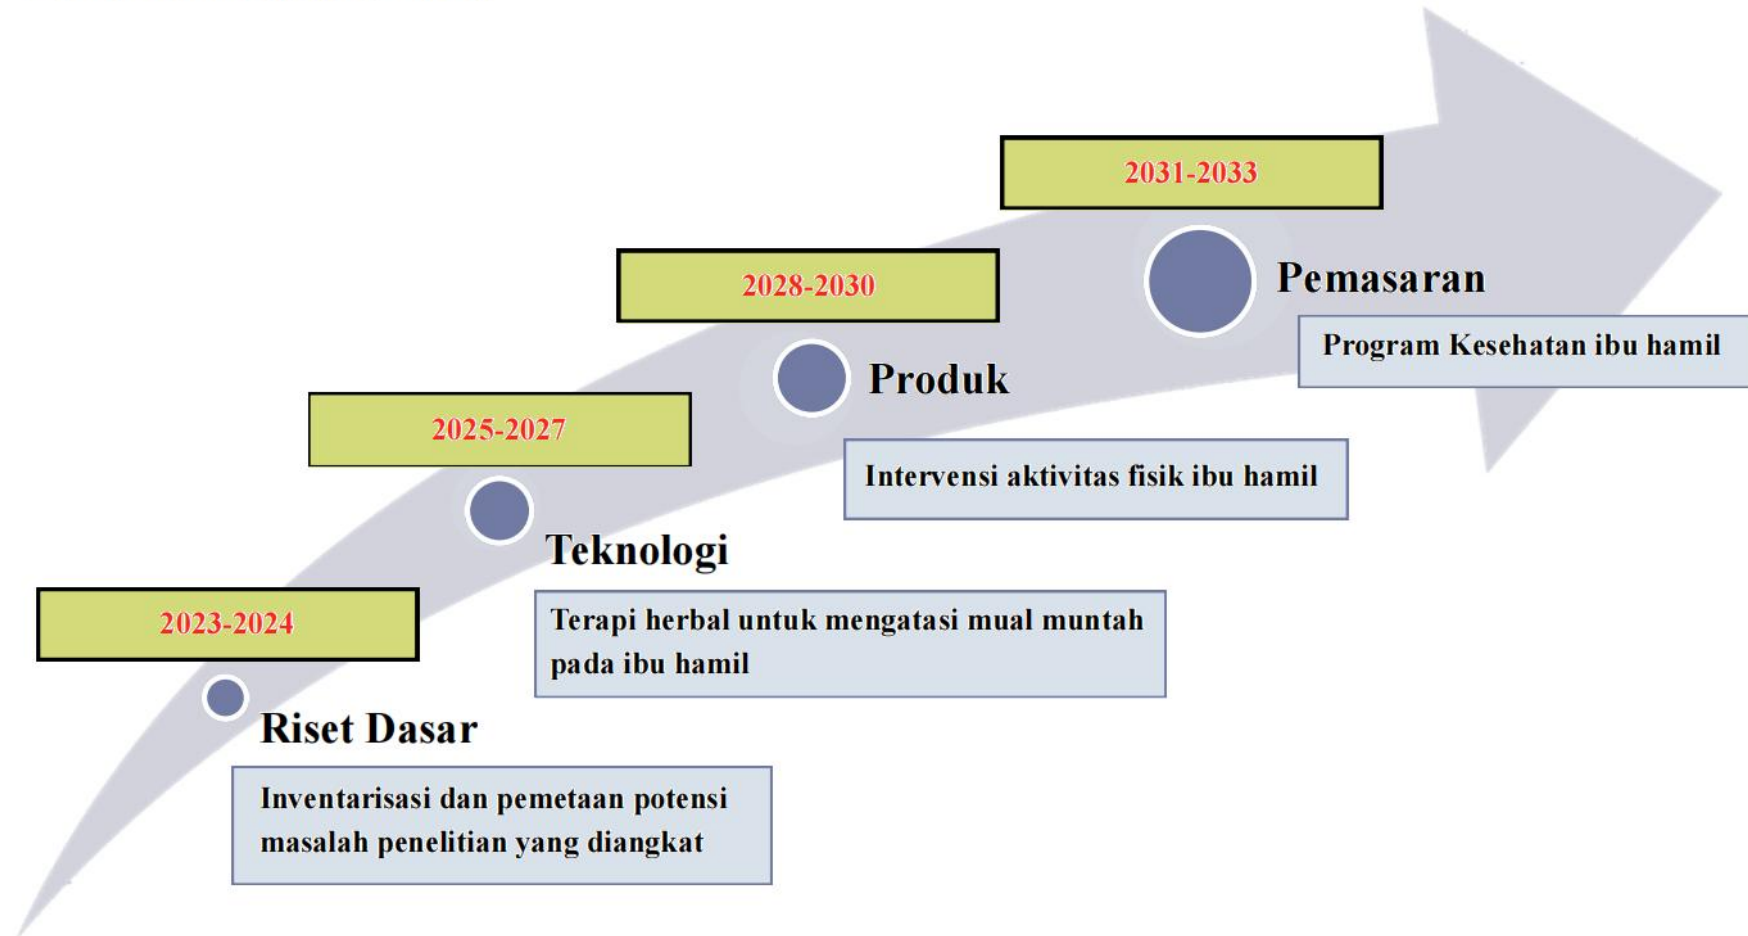 2023-2024
Riset Dasar
Inventarisasi dan pemetaan potensi
masalah penelitian yang diangkat
2025-2027
Teknologi
Terapi herbal untuk mengatasi mual muntah
pada ibu hamil
2028-2030
Produk
Intervensi aktivitas fisik ibu hamil
2031-2033
Pemasaran
Program Kesehatan ibu hamil